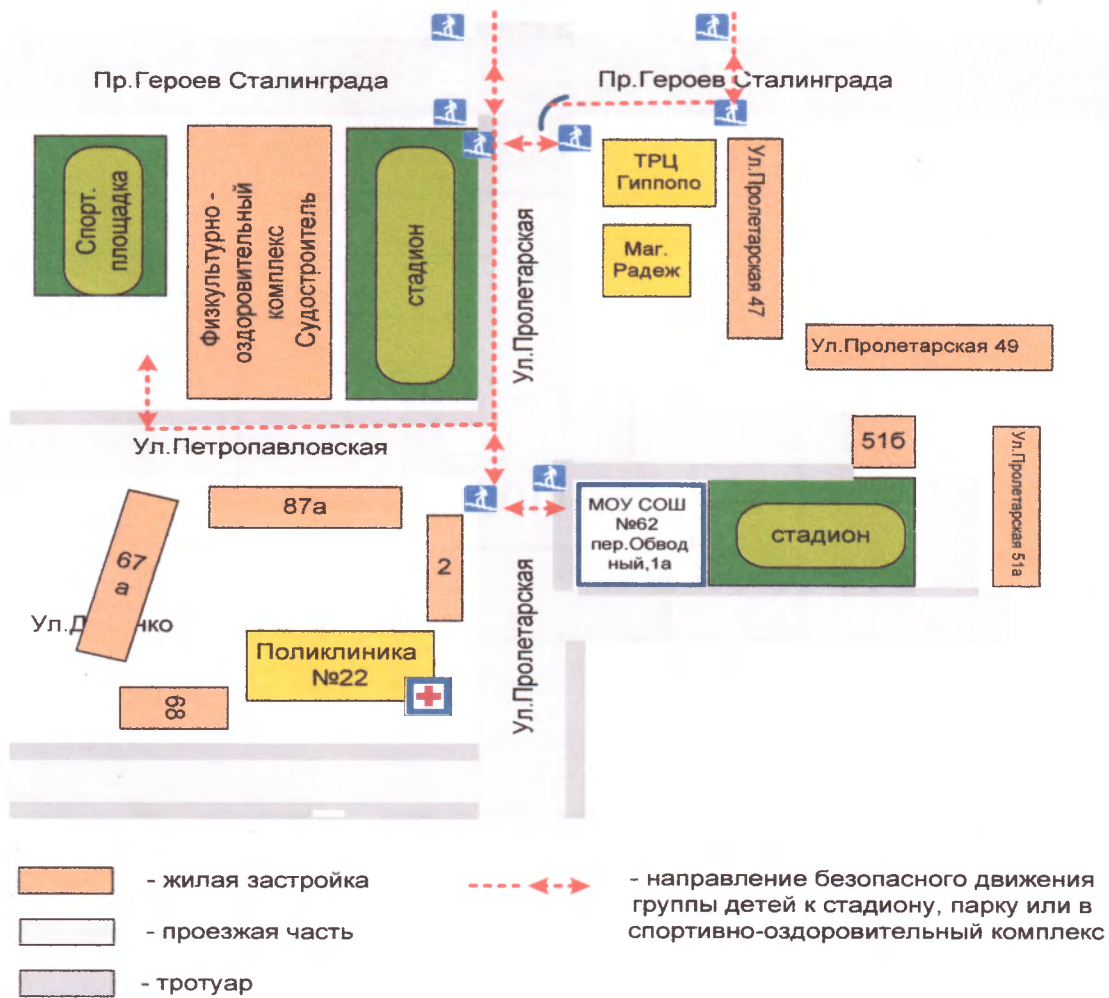 Пр.Героев Сталинграда
Пр.Героев Сталинграда
Спорт.
площадка
Физкультурно -
оздоровительный
комплекс
Судостроитель
стадион
Ул.Пролетарская
ТРЦ
Гиппопо
Маг.
Радеж
Ул.Пролетарская 47
Ул.Пролетарская 49
Ул.Петропавловская
51б
Ул.Пролетарская 51а
87а
МОУ СОШ
№62
пер.Обвод
ный,1а
стадион
67
а
2
Ул.Пролетарская
Поликлиника
№22
68
- жилая застройка
- проезжая часть
- тротуар
- направление безопасного движения
группы детей к стадиону, парку или в
спортивно-оздоровительный комплекс